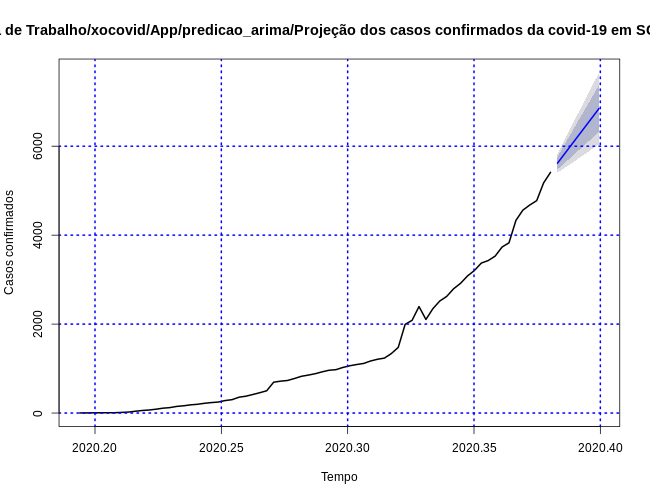 de Trabalho/xocovid/App/predicao_arima/Projeção dos casos confirmados da covid-19 em
Casos confirmados
6000
4000
2000
0
2020.20 2020.25 2020.30 2020.35 2020.40
Tempo